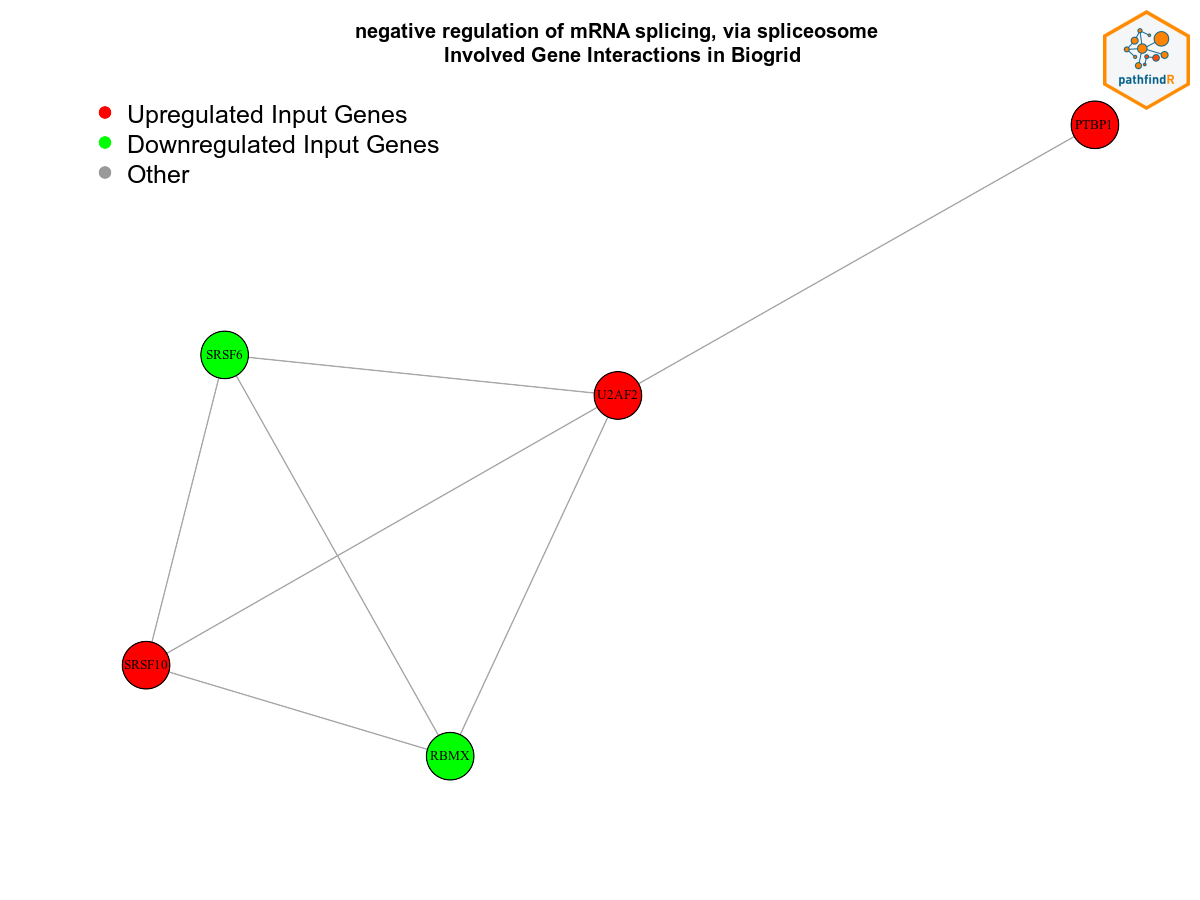 negative regulation of mRNA splicing, via spliceosome
Involved Gene Interactions in Biogrid
pathfindR
Upregulated Input Genes
Downregulated Input Genes
Other
PTBP1
SRSF6
U2AF2
SRSF10
RBMX